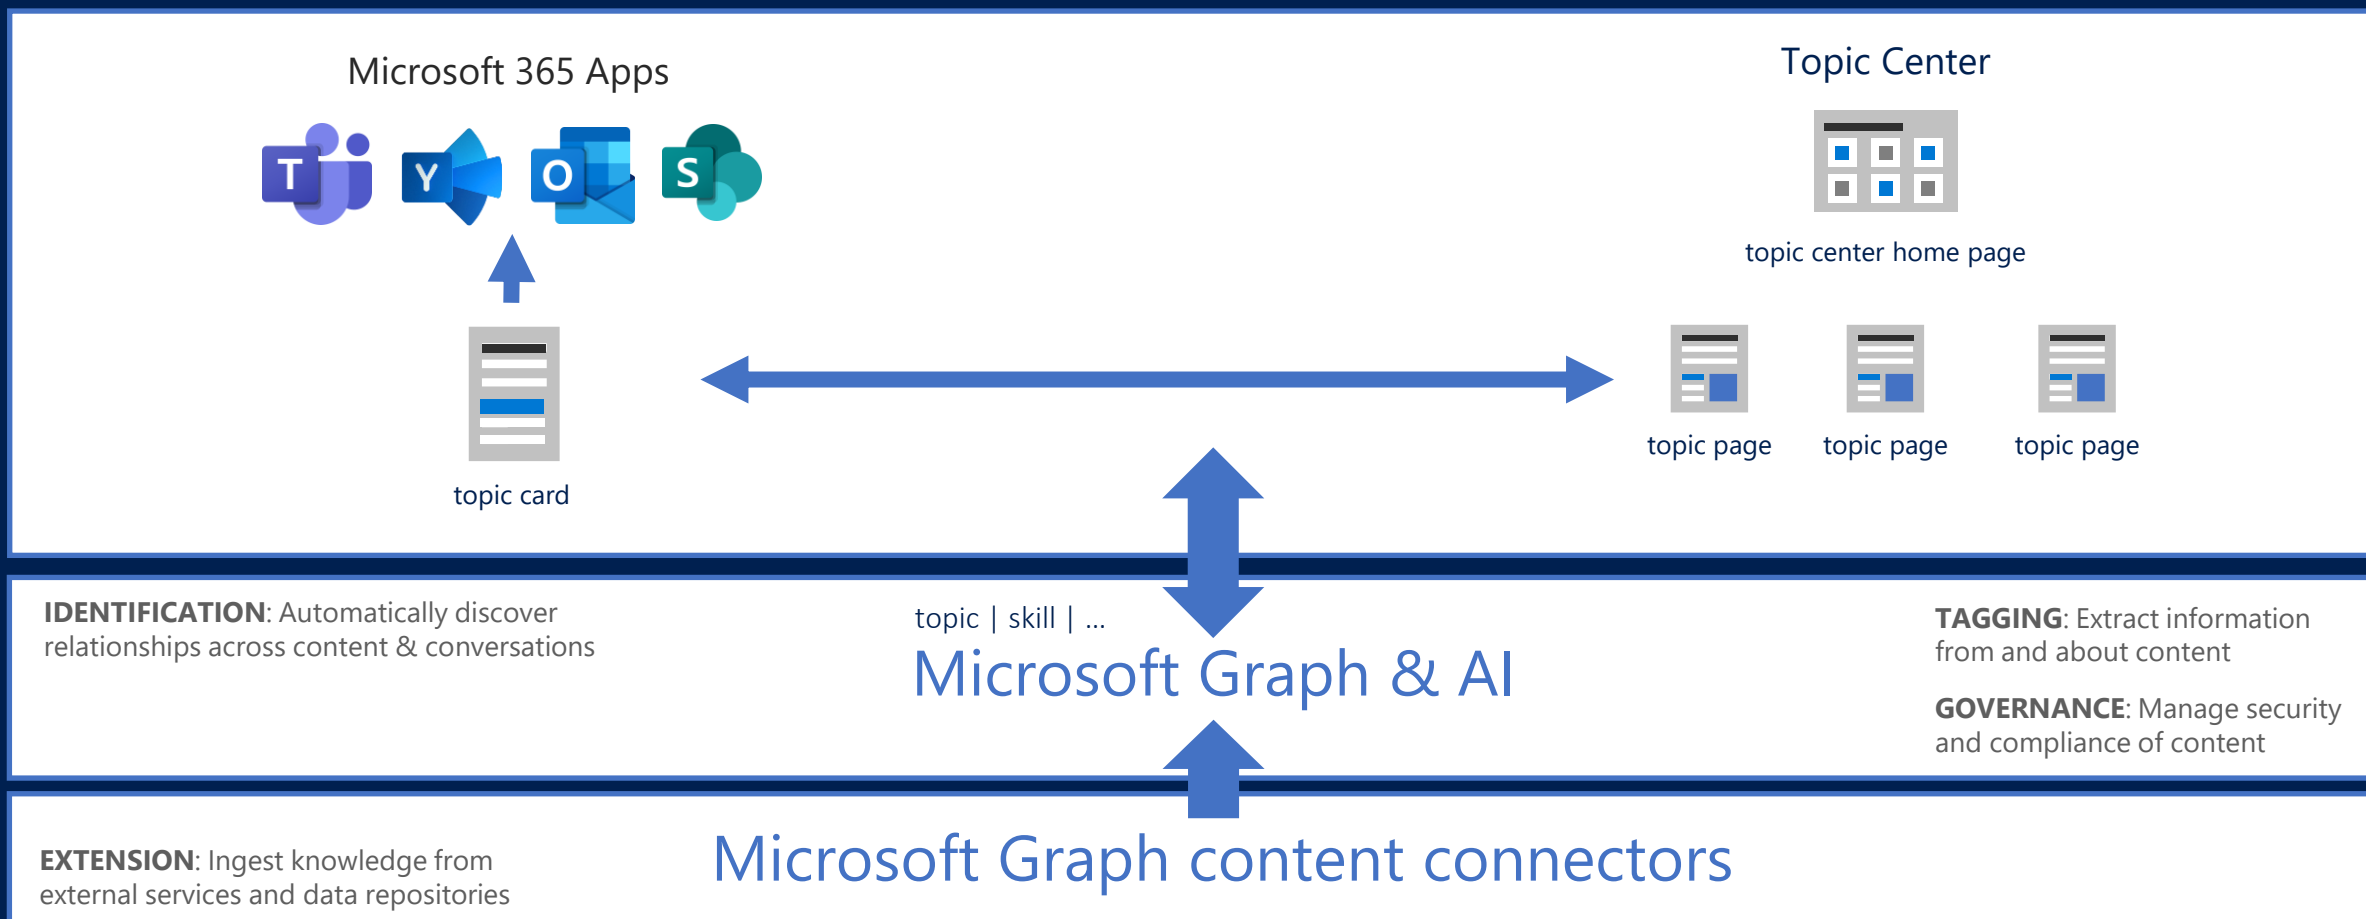 Microsoft 365 Apps
T
Y
O
S
topic card
Topic Center
topic center home page
topic page
topic page
topic page
IDENTIFICATION: Automatically discover
relationships across content & conversations
topic | skill | ...
Microsoft Graph & AI
TAGGING: Extract information
from and about content
GOVERNANCE: Manage security
and compliance of content
EXTENSION: Ingest knowledge from
external services and data repositories
Microsoft Graph content connectors